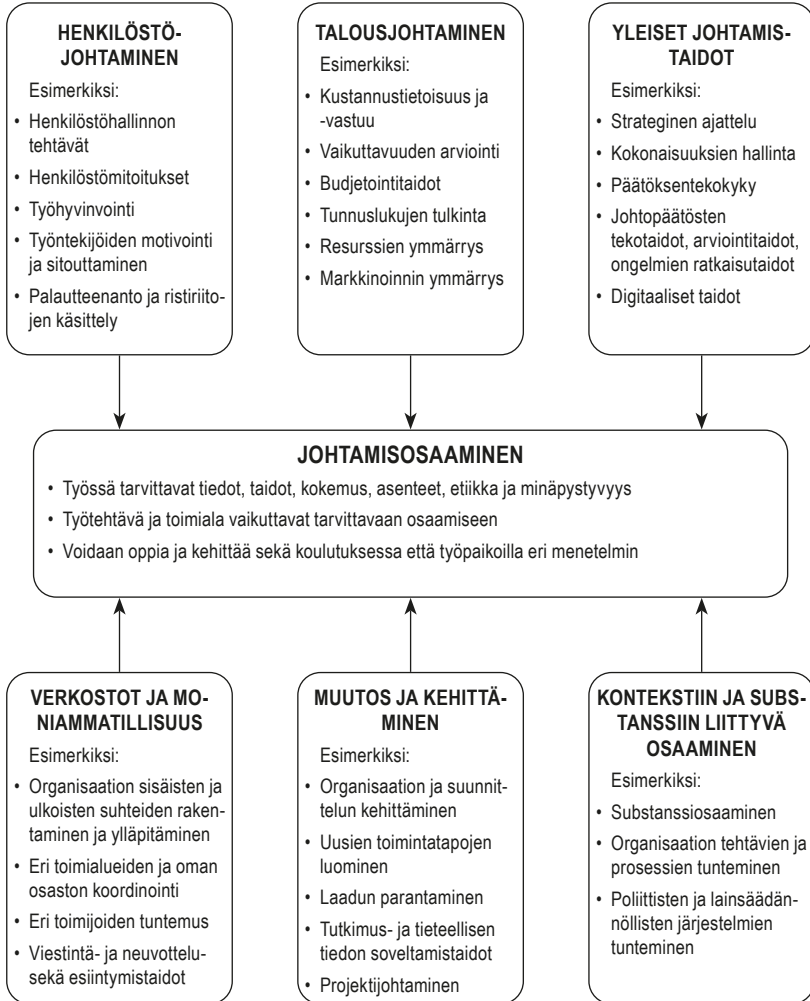 HENKILÖSTÖ-
JOHTAMINEN
Esimerkiksi:
• Henkilöstöhallinnon
tehtävät
• Henkilöstömitoitukset
• Työhyvinvointi
• Työntekijöiden motivointi
ja sitouttaminen
• Palautteenanto ja ristiriito-
jen käsittely
TALOUSJOHTAMINEN
Esimerkiksi:
• Kustannustietoisuus ja
-vastuu
• Vaikuttavuuden arviointi
• Budjetointitaidot
• Tunnuslukujen tulkinta
• Resurssien ymmärrys
• Markkinoinnin ymmärrys
YLEISET JOHTAMIS-
TAIDOT
Esimerkiksi:
• Strateginen ajattelu
• Kokonaisuuksien hallinta
• Päätöksentekokyky
• Johtopäätösten
tekotaidot, arviointitaidot,
ongelmien ratkaisutaidot
• Digitaaliset taidot
JOHTAMISOSAAMINEN
• Työssä tarvittavat tiedot, taidot, kokemus, asenteet, etiikka ja minäpystyvyys
• Työtehtävä ja toimiala vaikuttavat tarvittavaan osaamiseen
• Voidaan oppia ja kehittää sekä koulutuksessa että työpaikoilla eri menetelmin
VERKOSTOT JA MO-
NIAMMATILLISUUS
Esimerkiksi:
• Organisaation sisäisten ja
ulkoisten suhteiden raken-
taminen ja ylläpitäminen
• Eri toimialueiden ja oman
osaston koordinointi
• Eri toimijoiden tuntemus
• Viestintä- ja neuvottelu-
sekä esiintymistaidot
MUUTOS JA KEHITTÄ-
MINEN
Esimerkiksi:
• Organisaation ja suunnit-
telun kehittäminen
• Uusien toimintatapojen
luominen
• Laadun parantaminen
• Tutkimus- ja tieteellisen
tiedon soveltamistaidot
• Projektijohtaminen
KONTEKSTIIN JA SUBS-
TANSSIIN LIITTYVÄ
OSAAMINEN
Esimerkiksi:
• Substanssiosaaminen
• Organisaation tehtävien ja
prosessien tunteminen
• Poliittisten ja lainsäädän-
nöllisten järjestelmien
tunteminen